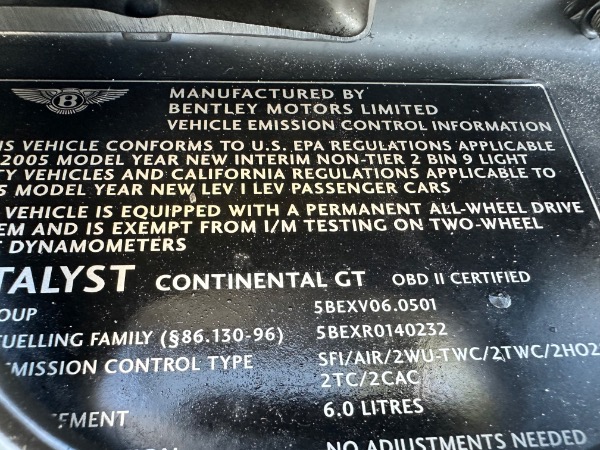 B
MANUFACTURED BY
BENTLEY MOTORS LIMITED
VEHICLE EMISSION CONTROL INFORMATION
IS VEHICLE CONFORMS TO U.S. EPA REGULATIONS APPLICABLE
2005 MODEL YEAR NEW INTERIM NON-TIER 2 BIN 9 LIGHT
TY VEHICLES AND CALIFORNIA REGULATIONS APPLICABLE TO
5 MODEL YEAR NEW LEV I LEV PASSENGER CARS
VEHICLE IS EQUIPPED WITH A PERMANENT ALL-WHEEL DRIVE
EM AND IS EXEMPT FROM I/M TESTING ON TWO-WHEEL
DYNAMOMETERS
TALYST CONTINENTAL GT OBD II CERTIFIED
OUP 5BEXV06.0501
UELLING FAMILY (§86.130-96) 5BEXR0140232
MISSION CONTROL TYPE SFI/AIR/2WU-TWC/2TWC/2HO2
2TC/2CAC
EMENT 6.0 LITRES
NO ADJUSTMENTS NEEDED